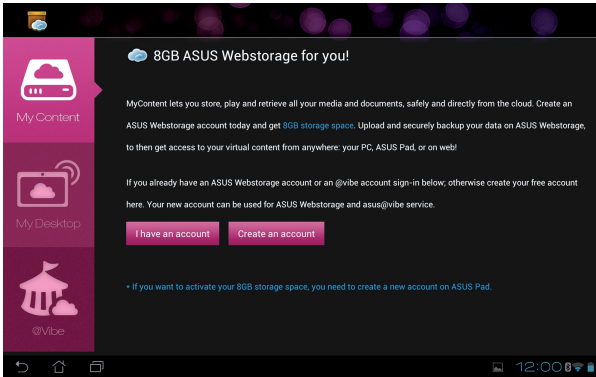 8GB ASUS Webstorage for you!
My Content
MyContent lets you store, play and retrieve all your media and documents, safely and directly from the cloud. Create an
ASUS Webstorage account today and get 8GB storage space. Upload and securely backup your data on ASUS Webstorage,
to then get access to your virtual content from anywhere: your PC, ASUS Pad, or on web!
If you already have an ASUS Webstorage account or an @vibe account sign-in below; otherwise create your free account
here. Your new account can be used for ASUS Webstorage and asus@vibe service.
My Desktop
I have an account Create an account
* If you want to activate your 8GB storage space, you need to create a new account on ASUS Pad.
@Vibe
12:00